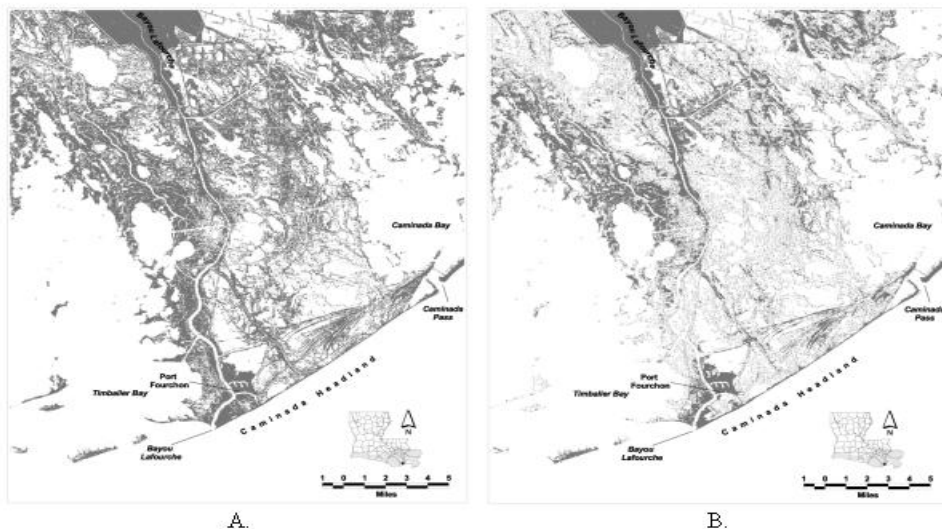 Bayou Lafourche
Caminada Bay
Caminada
Pass
Port
Fourchon
Timbalier Bay
Caminada Headland
Bayou
Lafourche
N
1 0 1 2 3 4 5
Miles
A.
Bayou Lafourche
Caminada Bay
Caminada
Pass
Port
Fourchon
Timbalier Bay
Caminada Headland
Bayou
Lafourche
N
1 0 1 2 3 4 5
Miles
B.